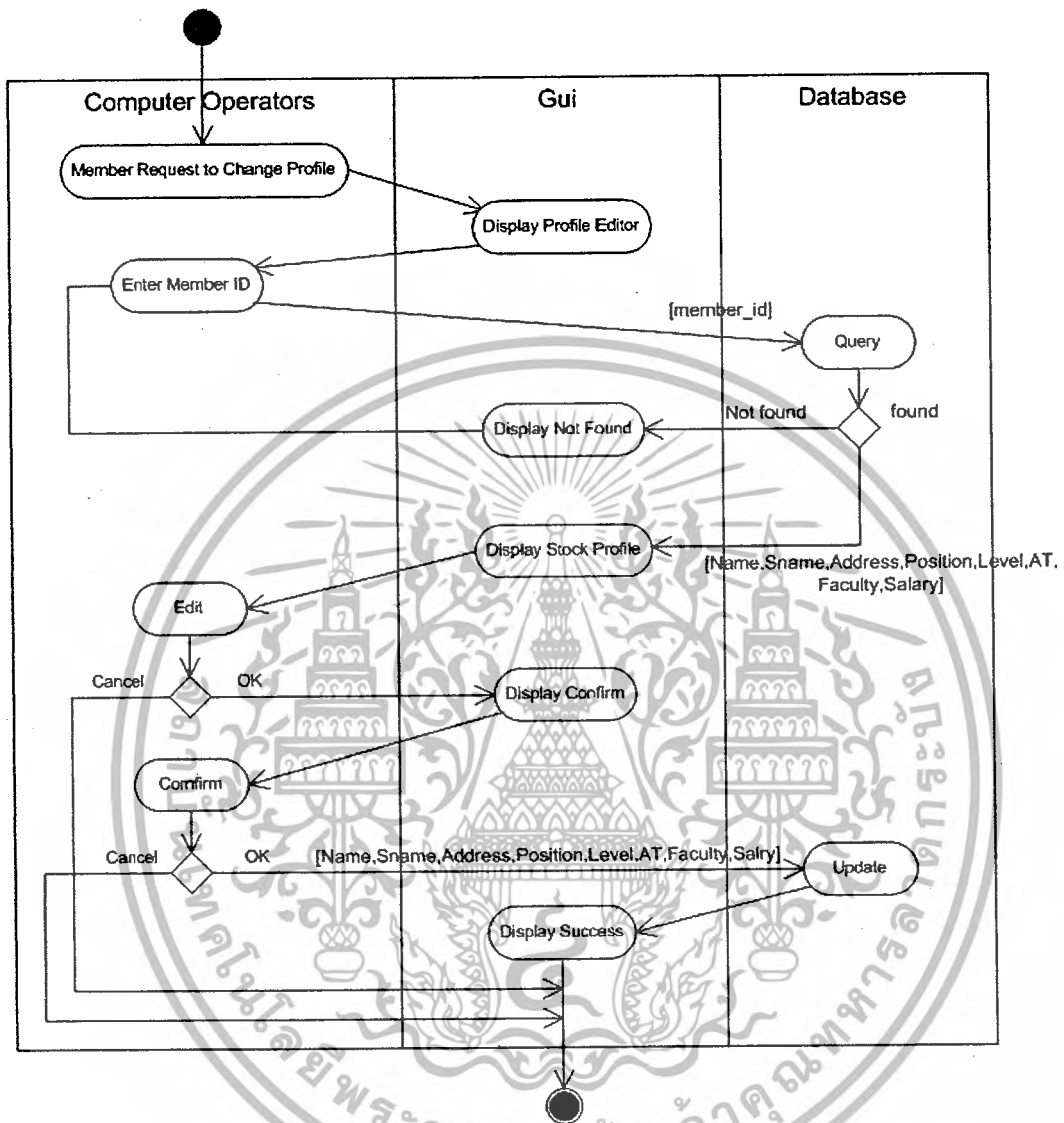 Computer Operators
Gui
Database
Member Request to Change Profile
Display Profile Editor
Enter Member ID
[member_id]
Query
Not found
found
Display Not Found
Display Stock Profile
[Name,Sname,Address,Position,Level,AT,
Faculty,Salary]
Edit
Cancel
OK
Display Confirm
Comfirm
Cancel
OK
[Name,Sname,Address,Position,Level,AT,Faculty,Salry]
Update
Display Success